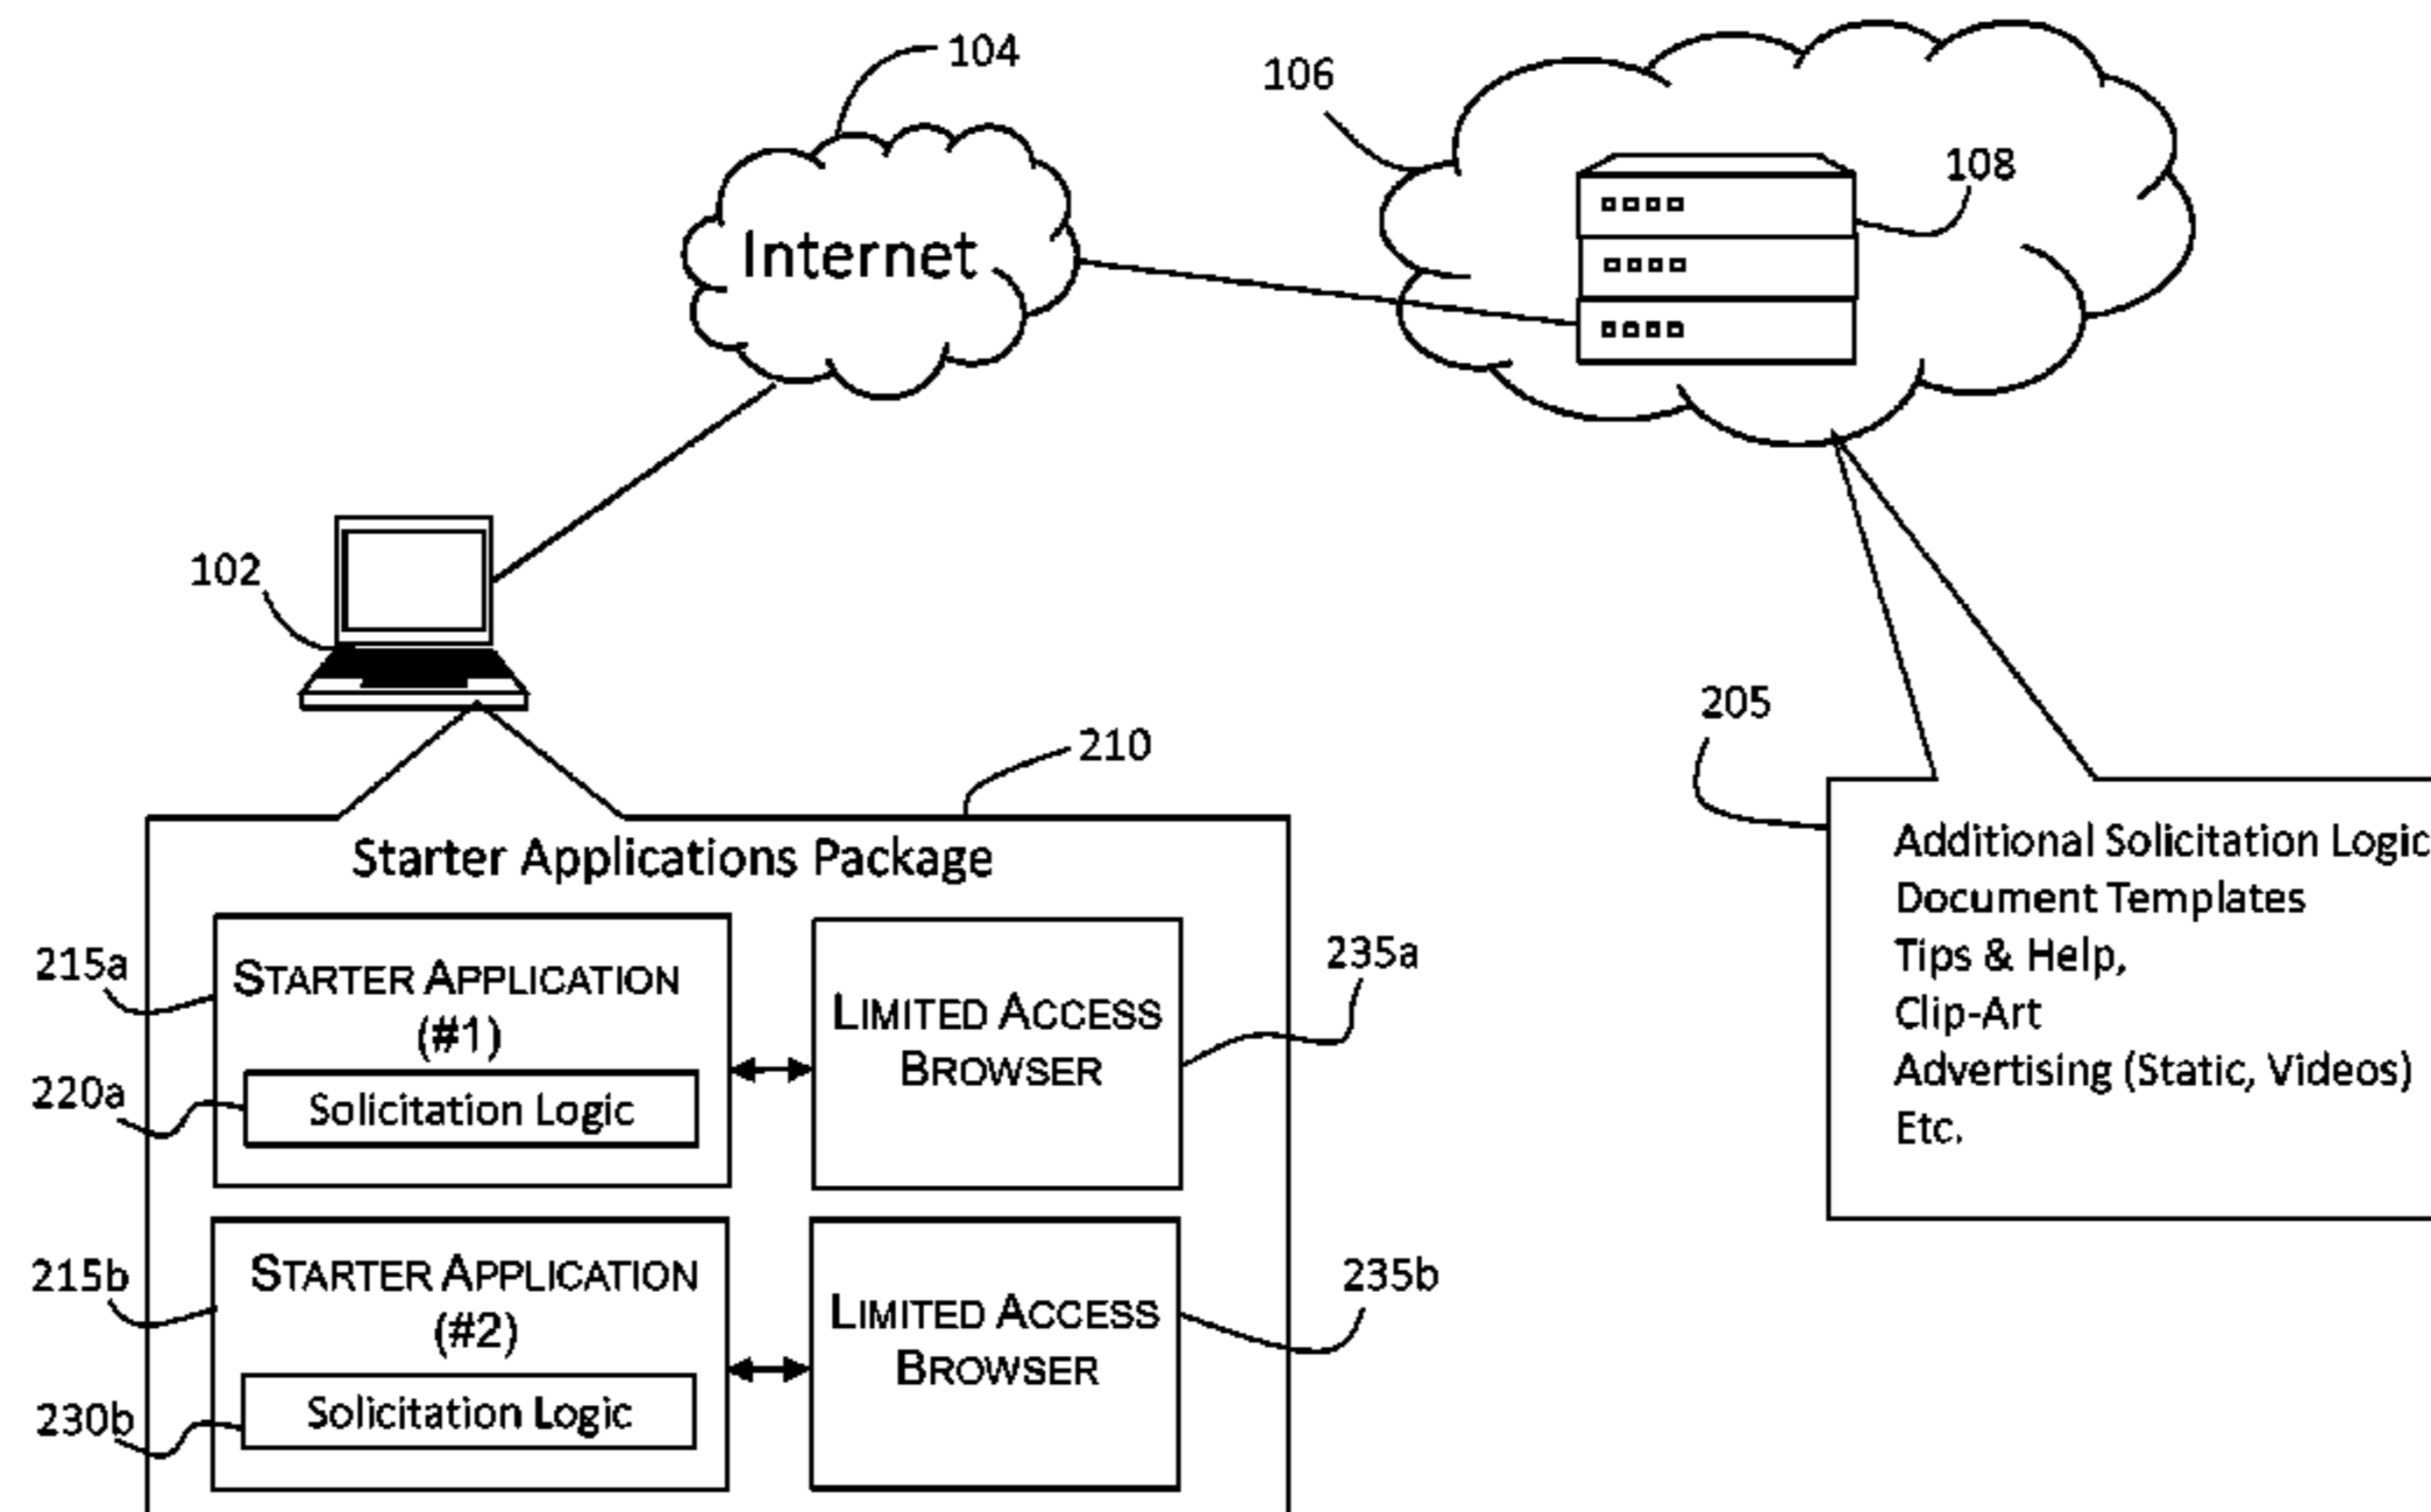 104
106
108
Internet
102
205
210
Starter Applications Package
Additional Solicitation Logic
Document Templates
Tips & Help,
Clip-Art
Advertising (Static, Videos)
Etc.
215a
STARTER APPLICATION
(#1)
220a
Solicitation Logic
LIMITED ACCESS
BROWSER
235a
215b
STARTER APPLICATION
(#2)
230b
Solicitation Logic
LIMITED ACCESS
BROWSER
235b